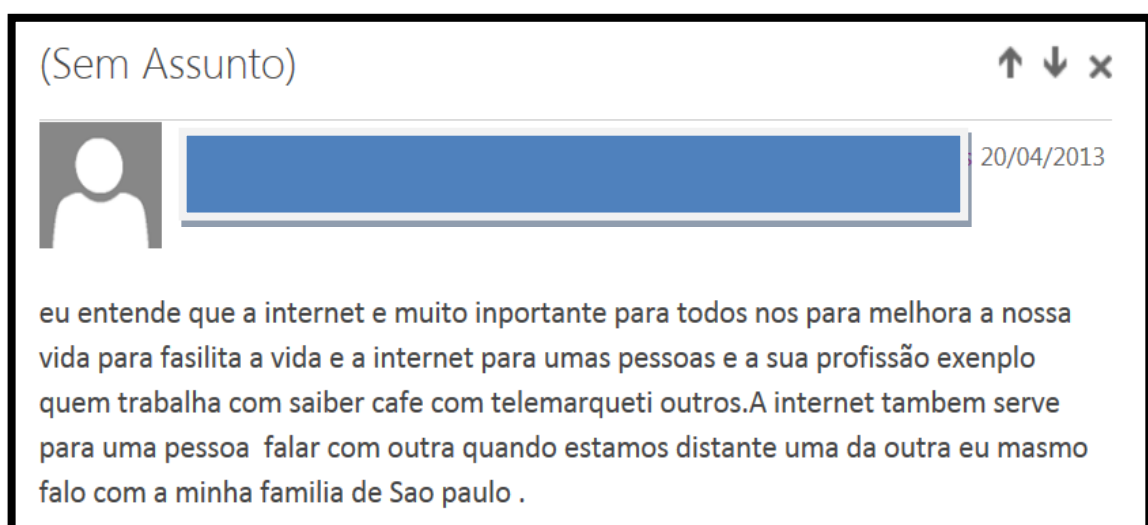 (Sem Assunto)
20/04/2013
eu entende que a internet e muito inportante para todos nos para melhora a nossa
vida para fasilita a vida e a internet para umas pessoas e a sua profissão exenplo
quem trabalha com saiber cafe com telemarqueti outros.A internet tambem serve
para uma pessoa  falar com outra quando estamos distante uma da outra eu masmo
falo com a minha familia de Sao paulo .